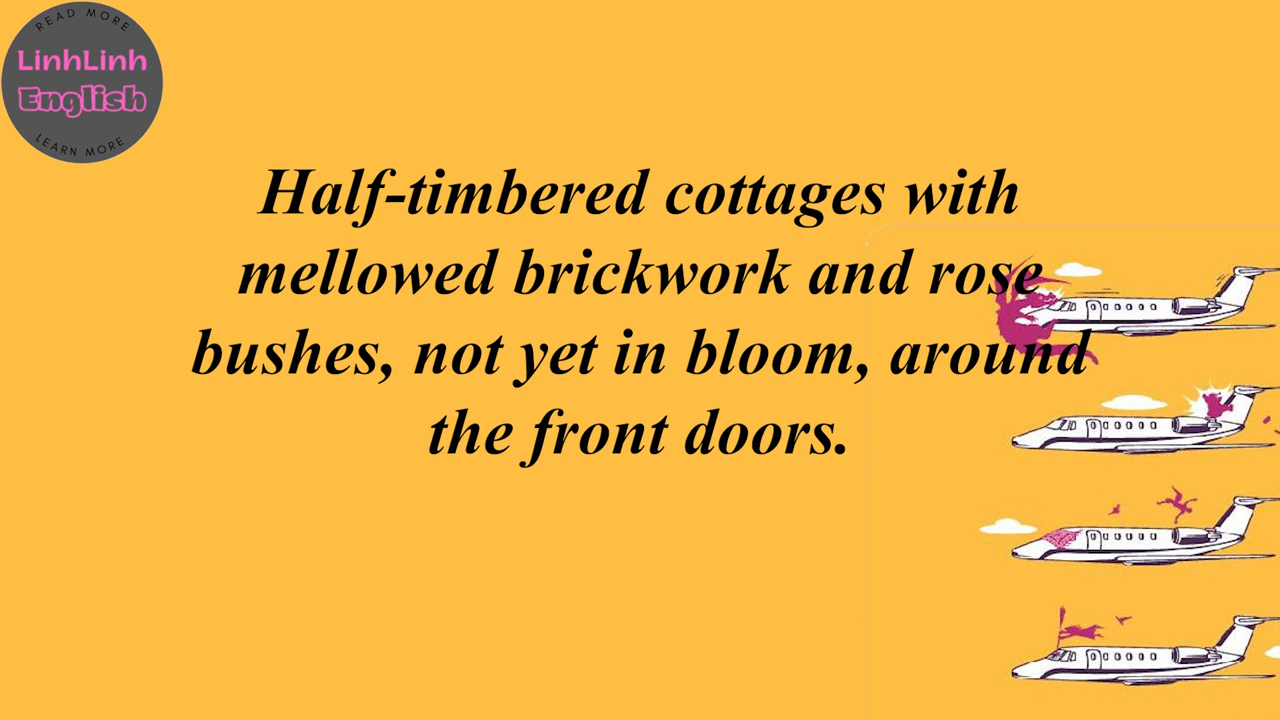 READ MORE
LinhLinh
English
LEARN MORE
Half-timbered cottages with
mellowed brickwork and rose
bushes, not yet in bloom, around
the front doors.